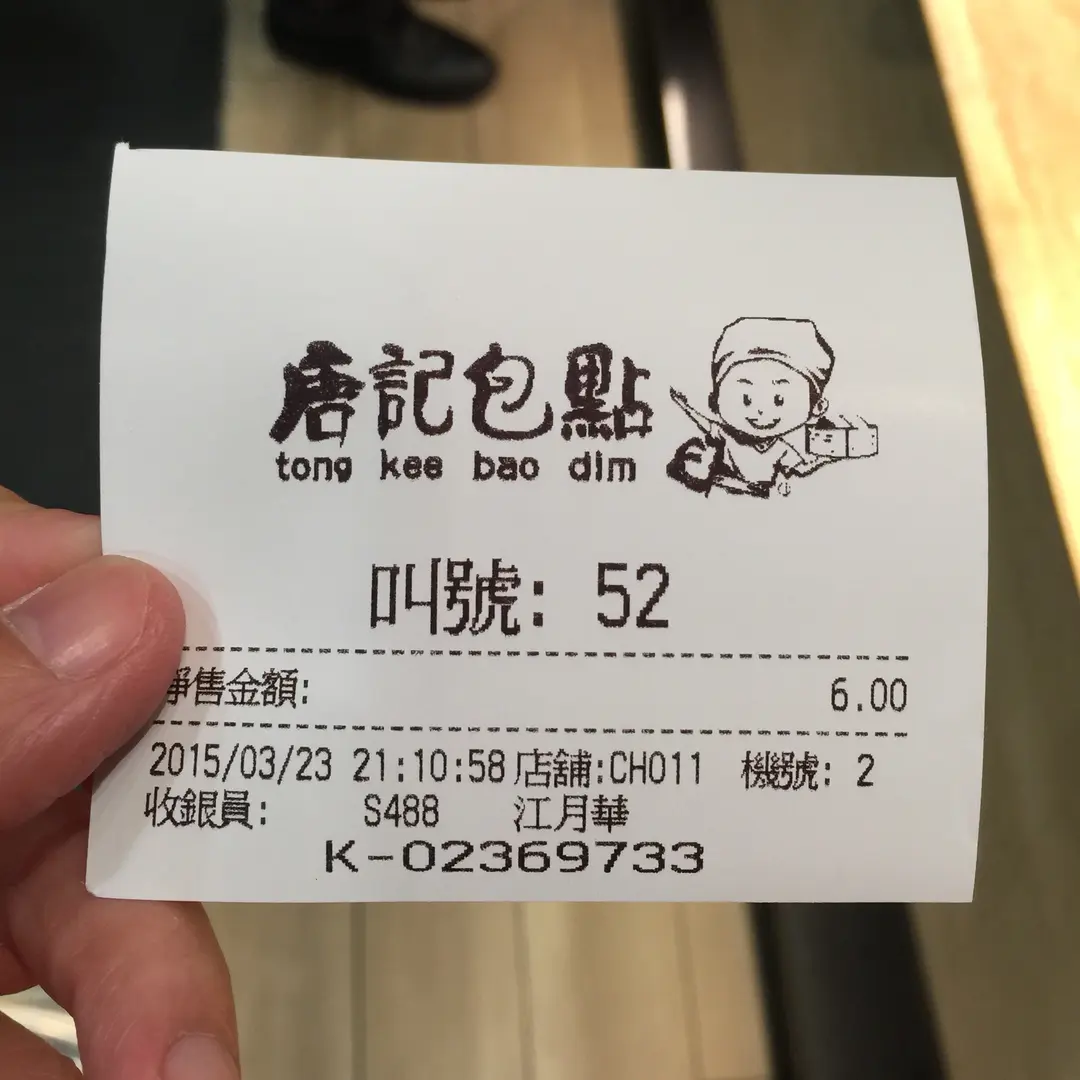 唐記包點
tong kee bao dim
叫號: 52
淨售金額: 6.00
2015/03/23 21:10:58 店舖:CH011 機號: 2
收銀員: S488 江月華
K-02369733